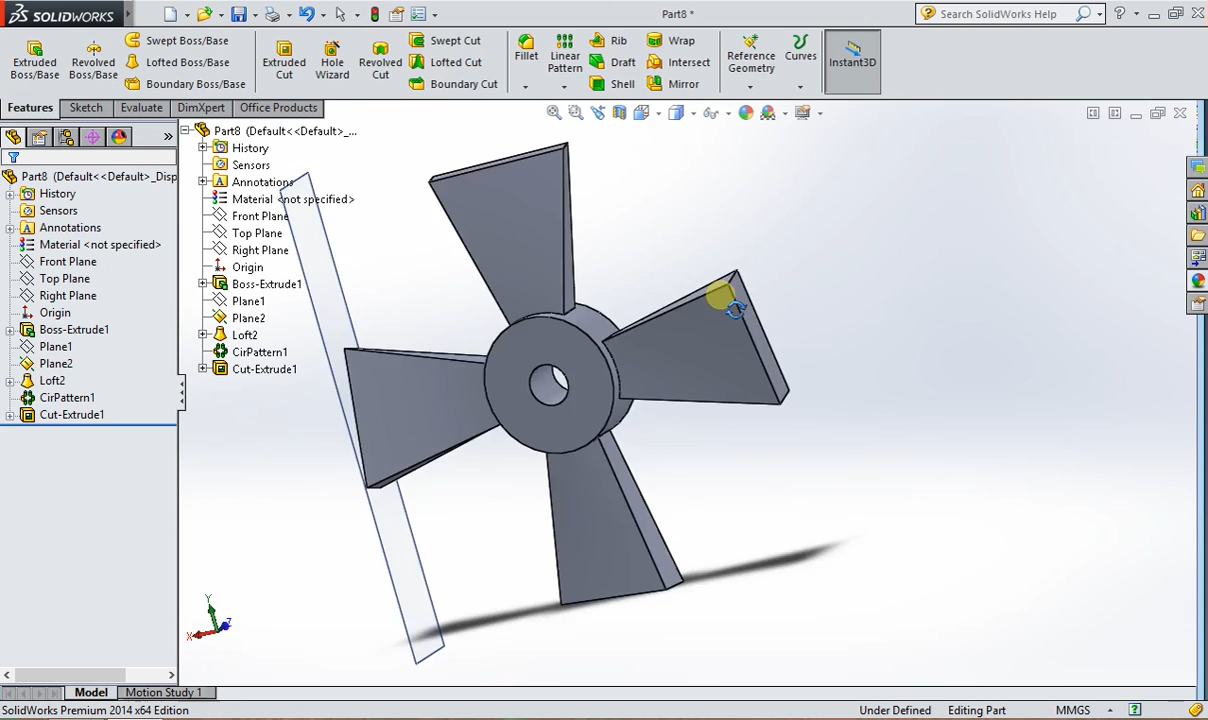 SOLIDWORKS
Part8 *
Search SolidWorks Help
Extruded Boss/Base
Revolved Boss/Base
Swept Boss/Base
Lofted Boss/Base
Boundary Boss/Base
Extruded Cut
Hole Wizard
Revolved Cut
Swept Cut
Lofted Cut
Boundary Cut
Fillet
Linear Pattern
Rib
Draft
Shell
Wrap
Intersect
Mirror
Reference Geometry
Curves
Instant3D
Features Sketch Evaluate DimXpert Office Products
Part8 (Default<<Default>_Disp
History
Sensors
Annotations
Material <not specified>
Front Plane
Top Plane
Right Plane
Origin
Boss-Extrude1
Plane1
Plane2
Loft2
CirPattern1
Cut-Extrude1
Part8 (Default<<Default>_...
History
Sensors
Annotations
Material <not specified>
Front Plane
Top Plane
Right Plane
Origin
Boss-Extrude1
Plane1
Plane2
Loft2
CirPattern1
Cut-Extrude1
Y
X
Z
Model Motion Study 1
SolidWorks Premium 2014 x64 Edition
Under Defined Editing Part MMGS